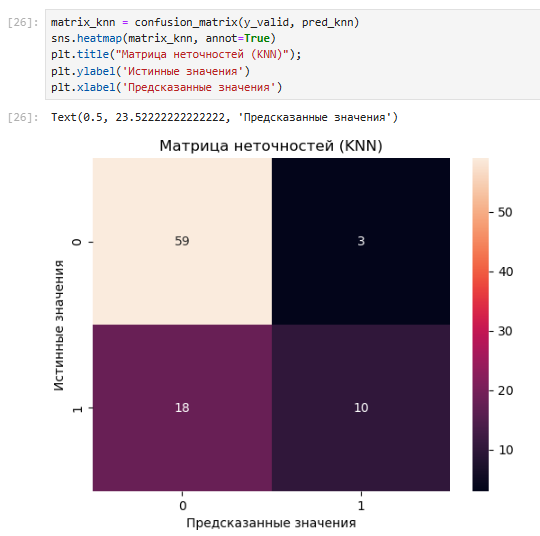 [26]: matrix_knn = confusion_matrix(y_valid, pred_knn)
sns.heatmap(matrix_knn, annot=True)
plt.title("Матрица неточностей (KNN)");
plt.ylabel('Истинные значения')
plt.xlabel('Предсказанные значения')
[26]: Text(0.5, 23.52222222222222, 'Предсказанные значения')
Матрица неточностей (KNN)
Истинные значения
0
59
3
1
18
10
0
1
Предсказанные значения
50
40
30
20
10